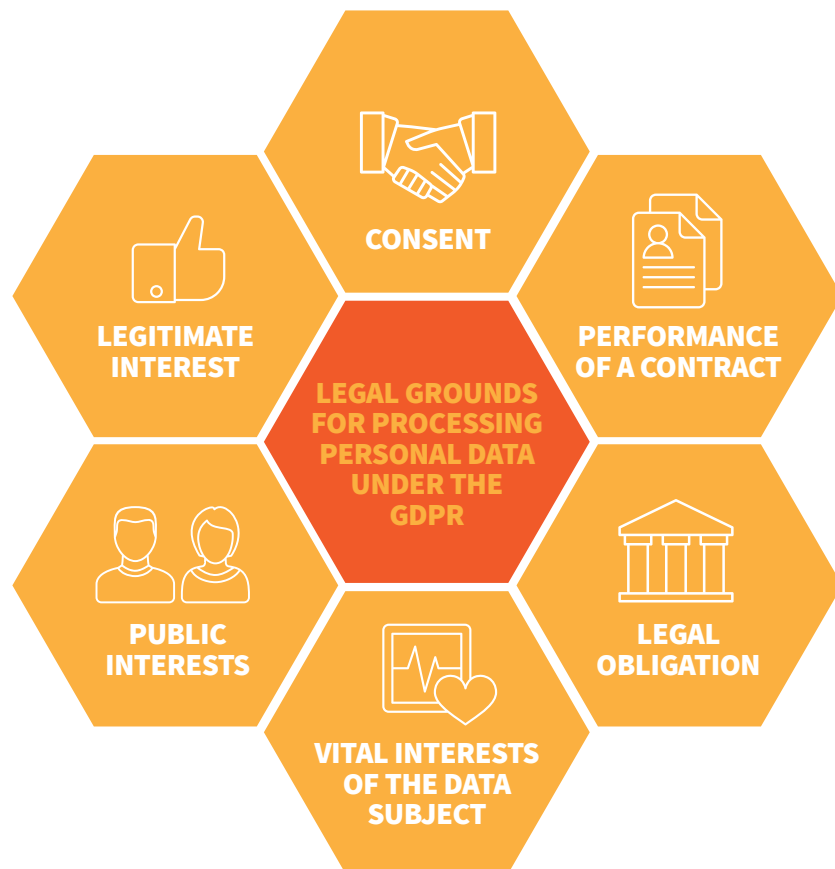 CONSENT
PERFORMANCE
OF A CONTRACT
LEGAL
OBLIGATION
VITAL INTERESTS
OF THE DATA
SUBJECT
PUBLIC
INTERESTS
LEGITIMATE
INTEREST
LEGAL GROUNDS
FOR PROCESSING
PERSONAL DATA
UNDER THE
GDPR